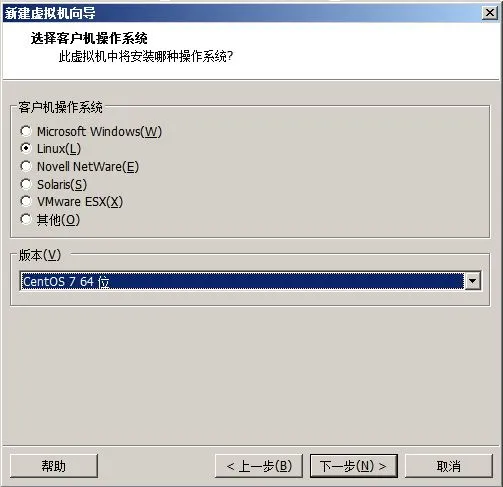 新建虚拟机向导
选择客户机操作系统
此虚拟机中将安装哪种操作系统?
客户机操作系统
Microsoft Windows(W)
Linux(L)
Novell NetWare(E)
Solaris(S)
VMware ESX(X)
其他(O)
版本(V)
CentOS 7 64 位
帮助
< 上一步(B)
下一步(N) >
取消